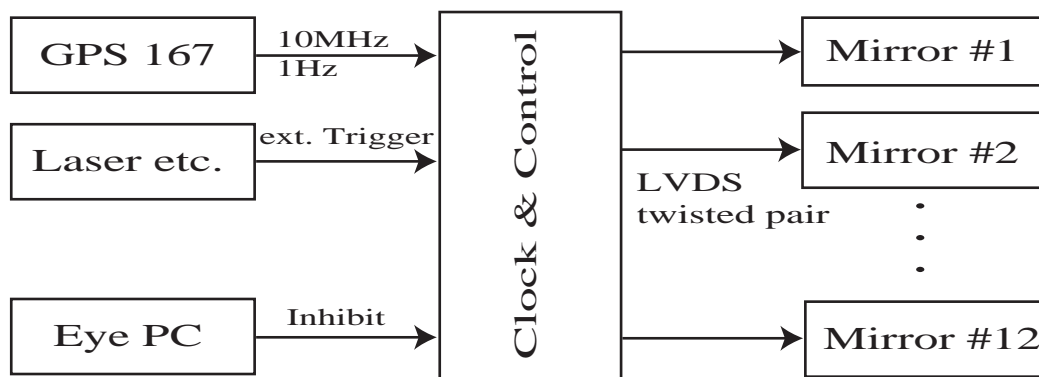 GPS 167
10MHz
1Hz
Laser etc.
ext. Trigger
Eye PC
Inhibit
Clock & Control
LVDS
twisted pair
Mirror #1
Mirror #2
Mirror #12